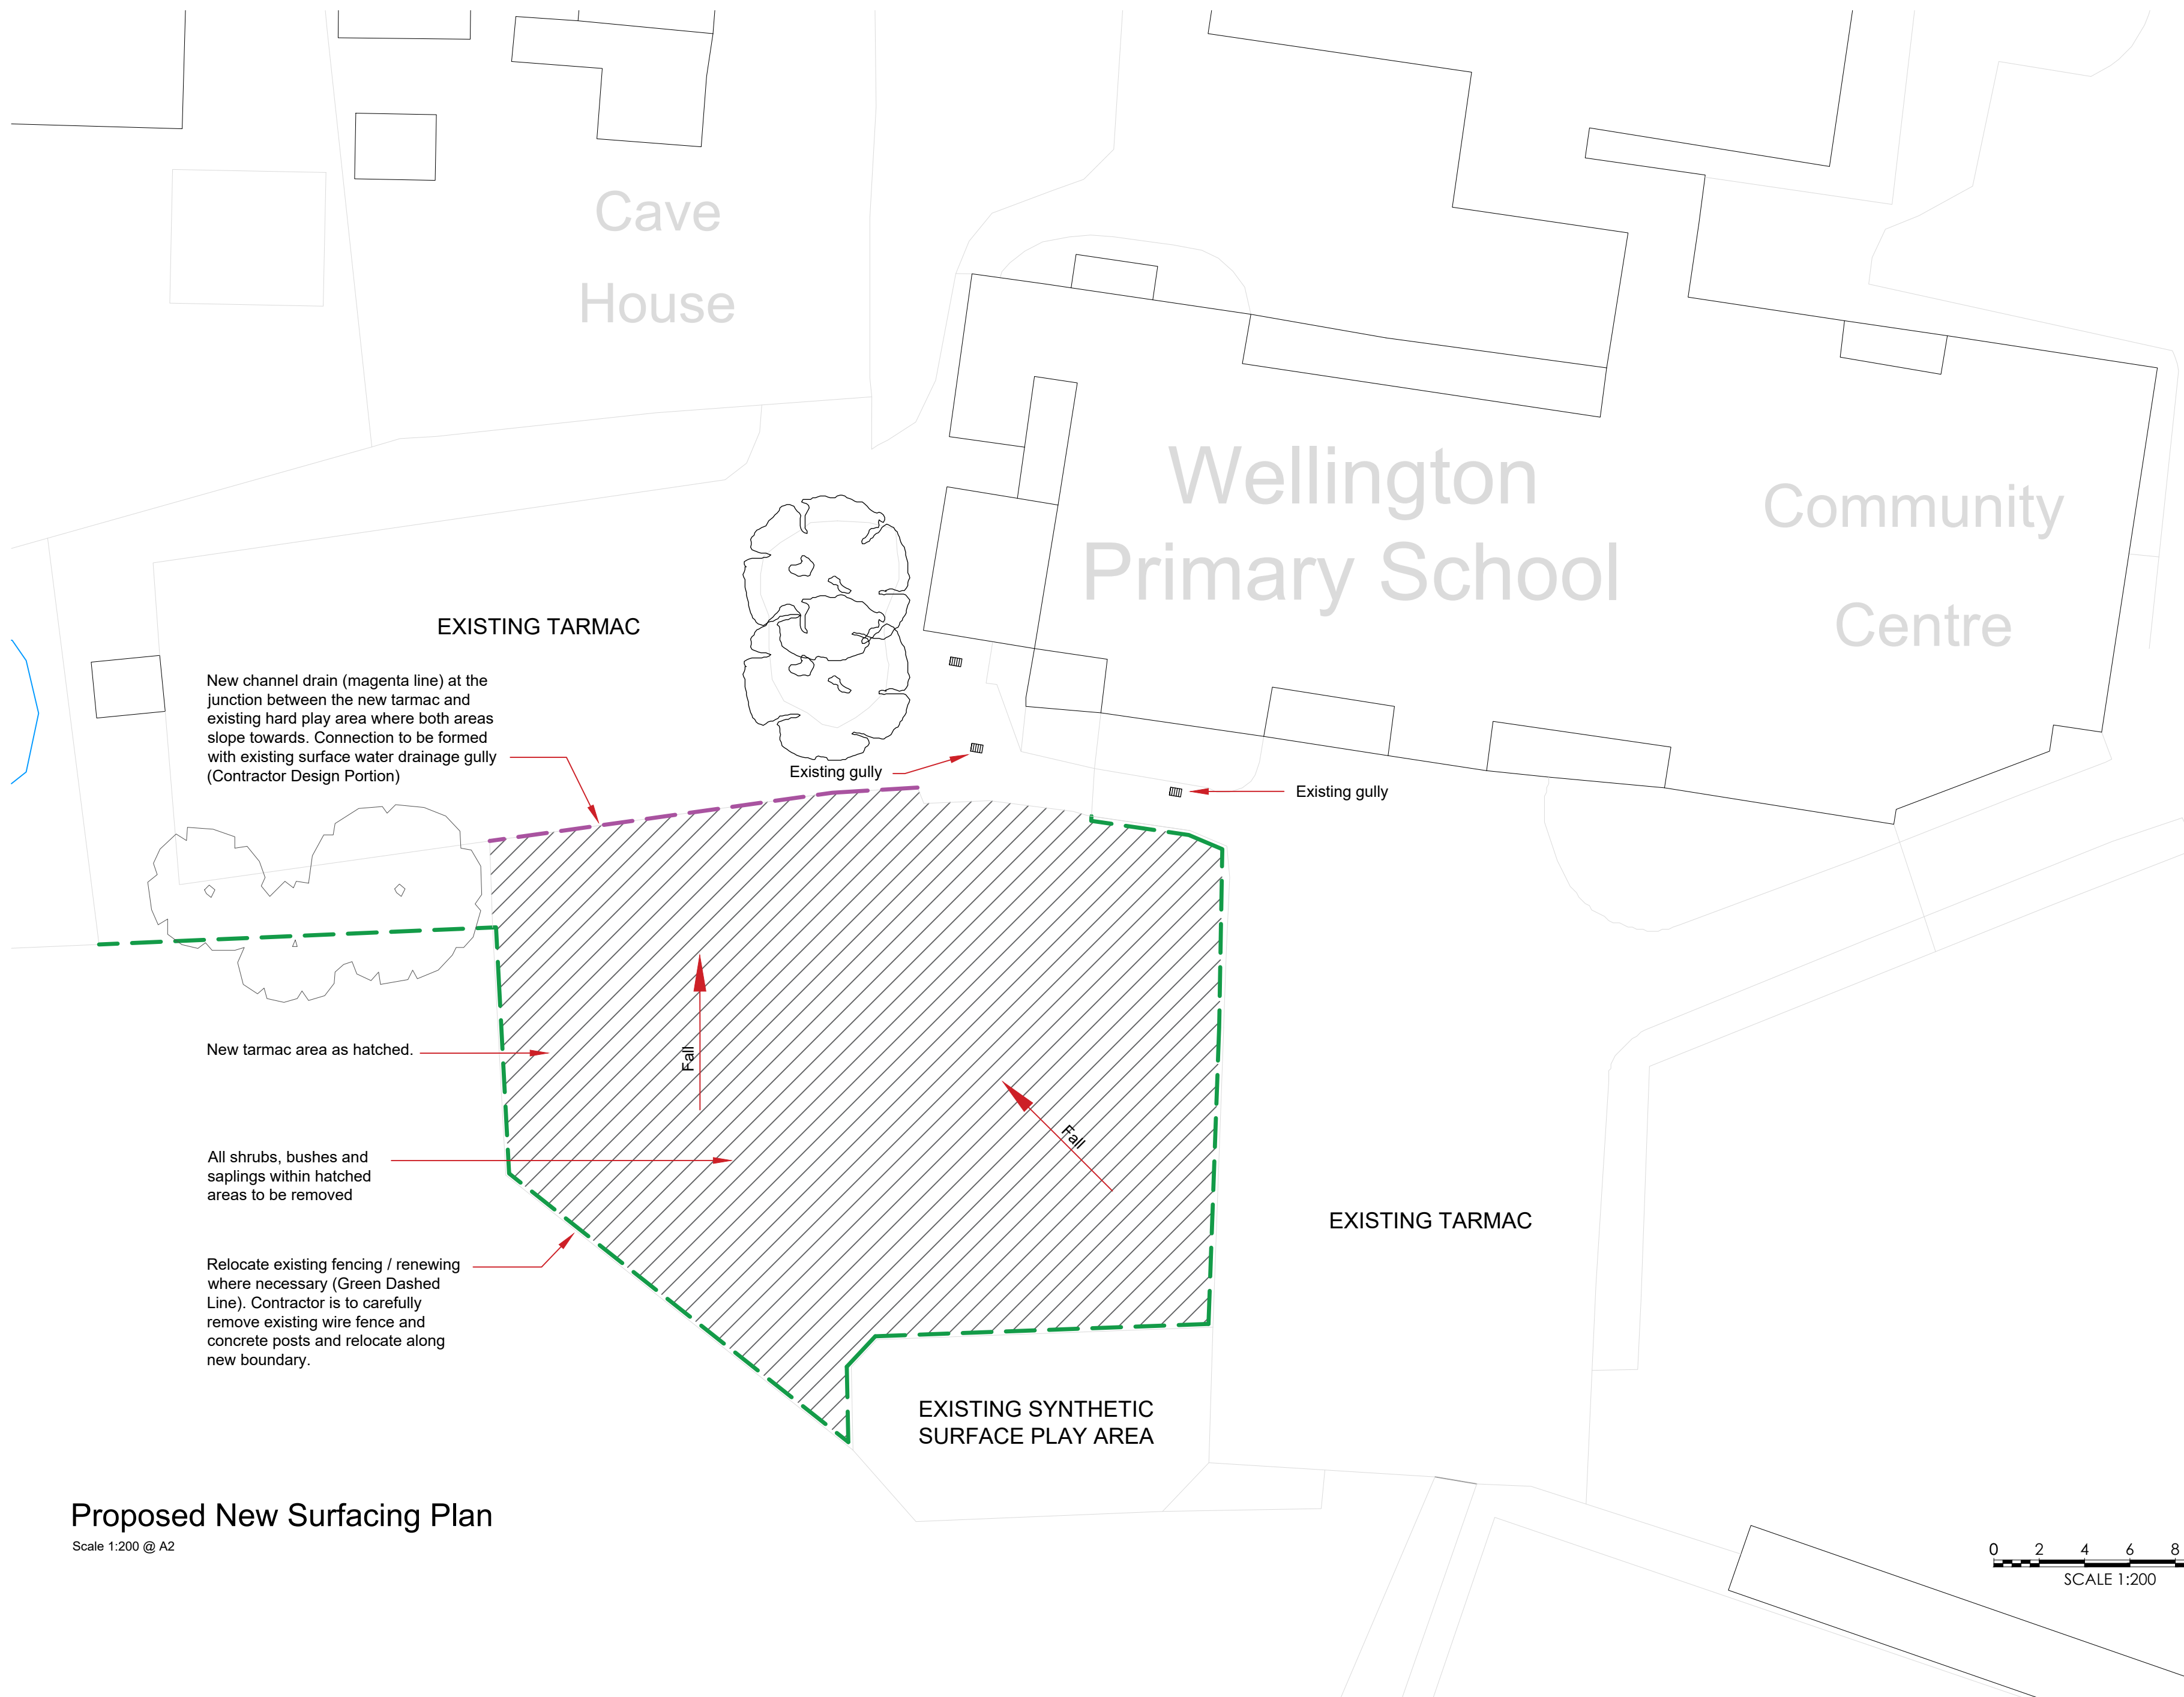 Cave
House
Wellington
Primary School
Community
Centre
EXISTING TARMAC
New channel drain (magenta line) at the
junction between the new tarmac and
existing hard play area where both areas
slope towards. Connection to be formed
with existing surface water drainage gully
(Contractor Design Portion)
Existing gully
Existing gully
New tarmac area as hatched.
Fall
Fall
All shrubs, bushes and
saplings within hatched
areas to be removed
EXISTING TARMAC
Relocate existing fencing / renewing
where necessary (Green Dashed
Line). Contractor is to carefully
remove existing wire fence and
concrete posts and relocate along
new boundary.
EXISTING SYNTHETIC
SURFACE PLAY AREA
Proposed New Surfacing Plan
Scale 1:200 @ A2
0 2 4 6 8
SCALE 1:200